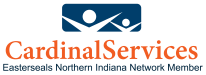 CardinalServices
Easterseals Northern Indiana Network Member